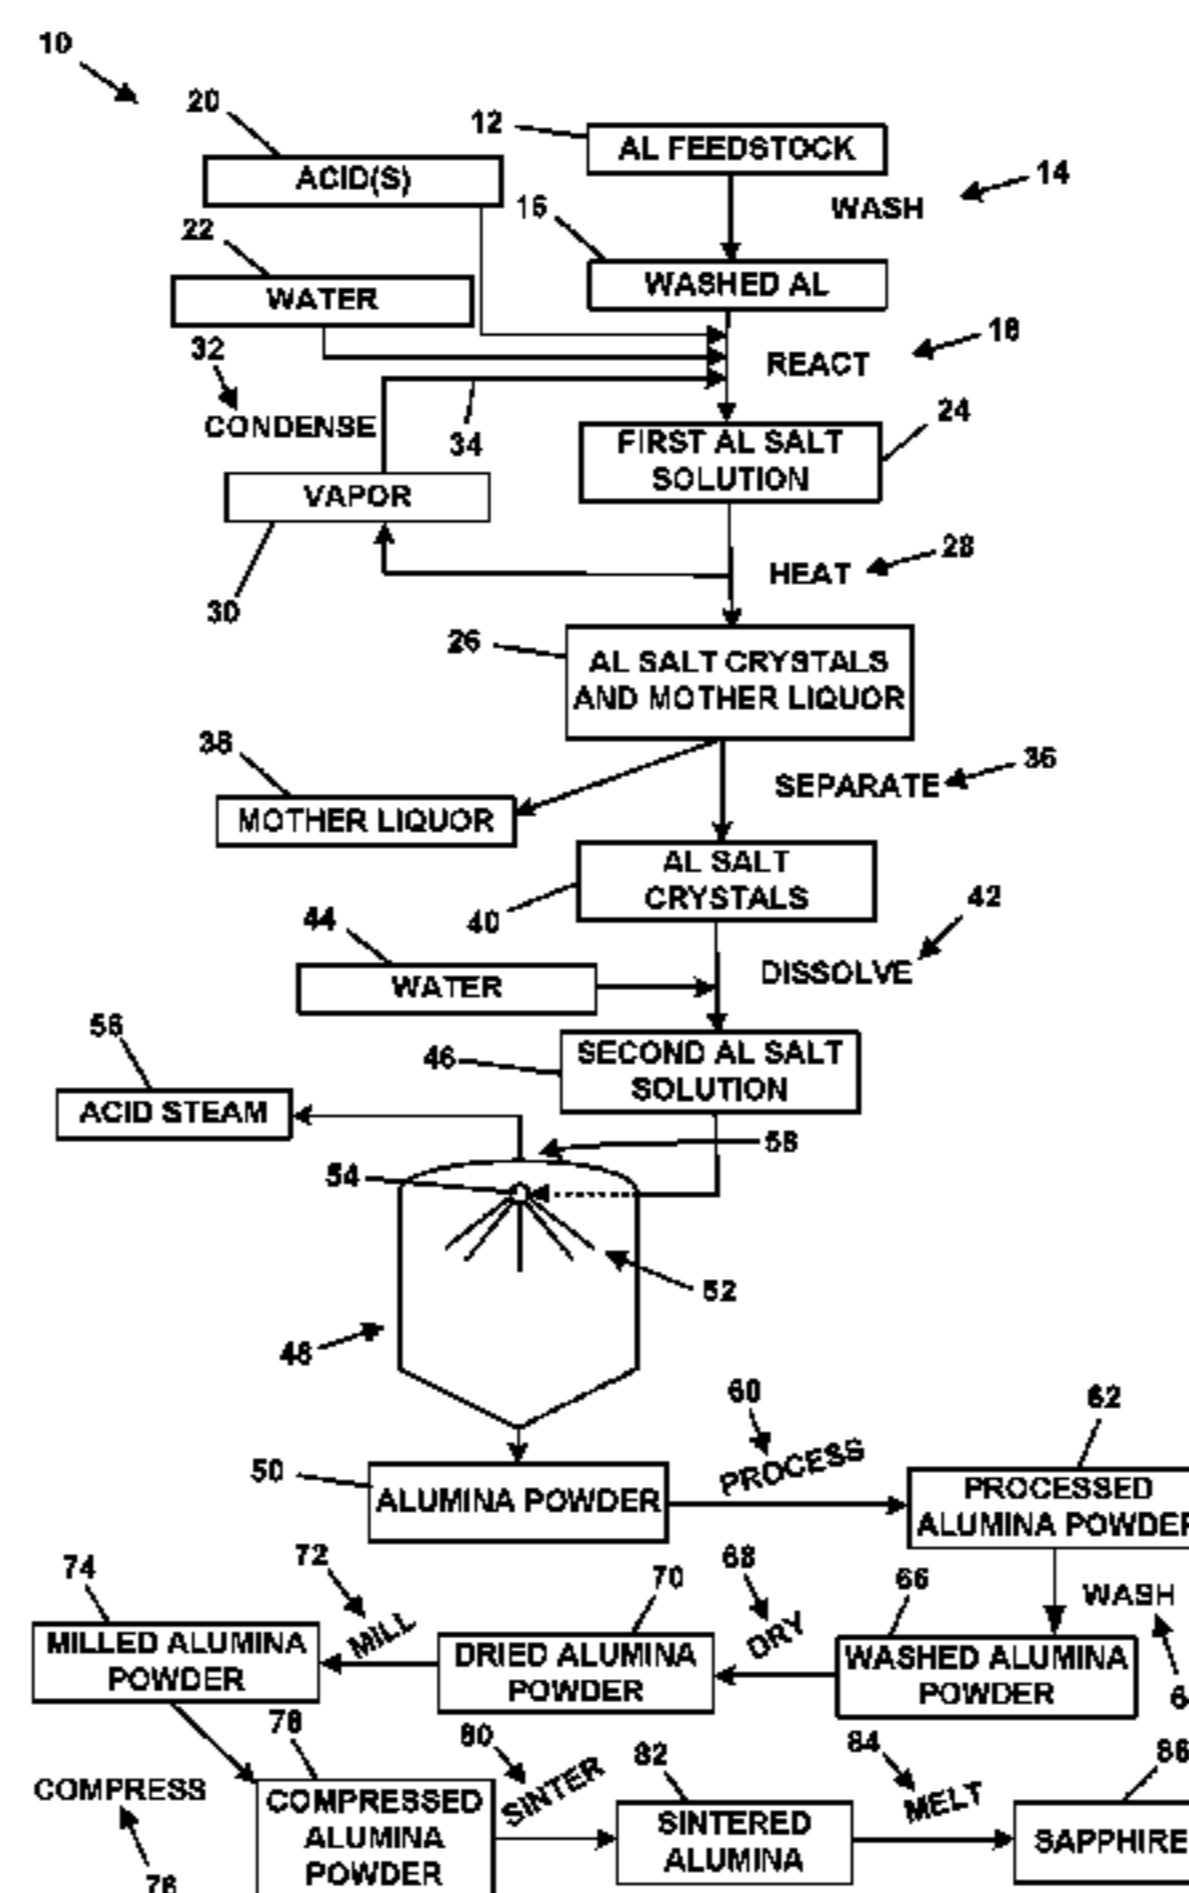 10
20
12
AL FEEDSTOCK
ACID(S)
14
WASH
16
22
WASHED AL
WATER
18
32
REACT
CONDENSE
34
24
FIRST AL SALT
SOLUTION
VAPOR
28
HEAT
30
26
AL SALT CRYSTALS
AND MOTHER LIQUOR
38
36
SEPARATE
MOTHER LIQUOR
AL SALT
CRYSTALS
40
42
44
DISSOLVE
WATER
56
46
SECOND AL SALT
SOLUTION
ACID STEAM
58
54
52
48
60
62
50
ALUMINA POWDER
PROCESS
PROCESSED
ALUMINA POWDER
74
72
70
68
66
WASH
MILLED ALUMINA
POWDER
MILL
DRIED ALUMINA
POWDER
DRY
WASHED ALUMINA
POWDER
6
78
80
82
84
86
COMPRESS
COMPRESSED
ALUMINA
POWDER
SINTER
SINTERED
ALUMINA
MELT
SAPPHIRE
76